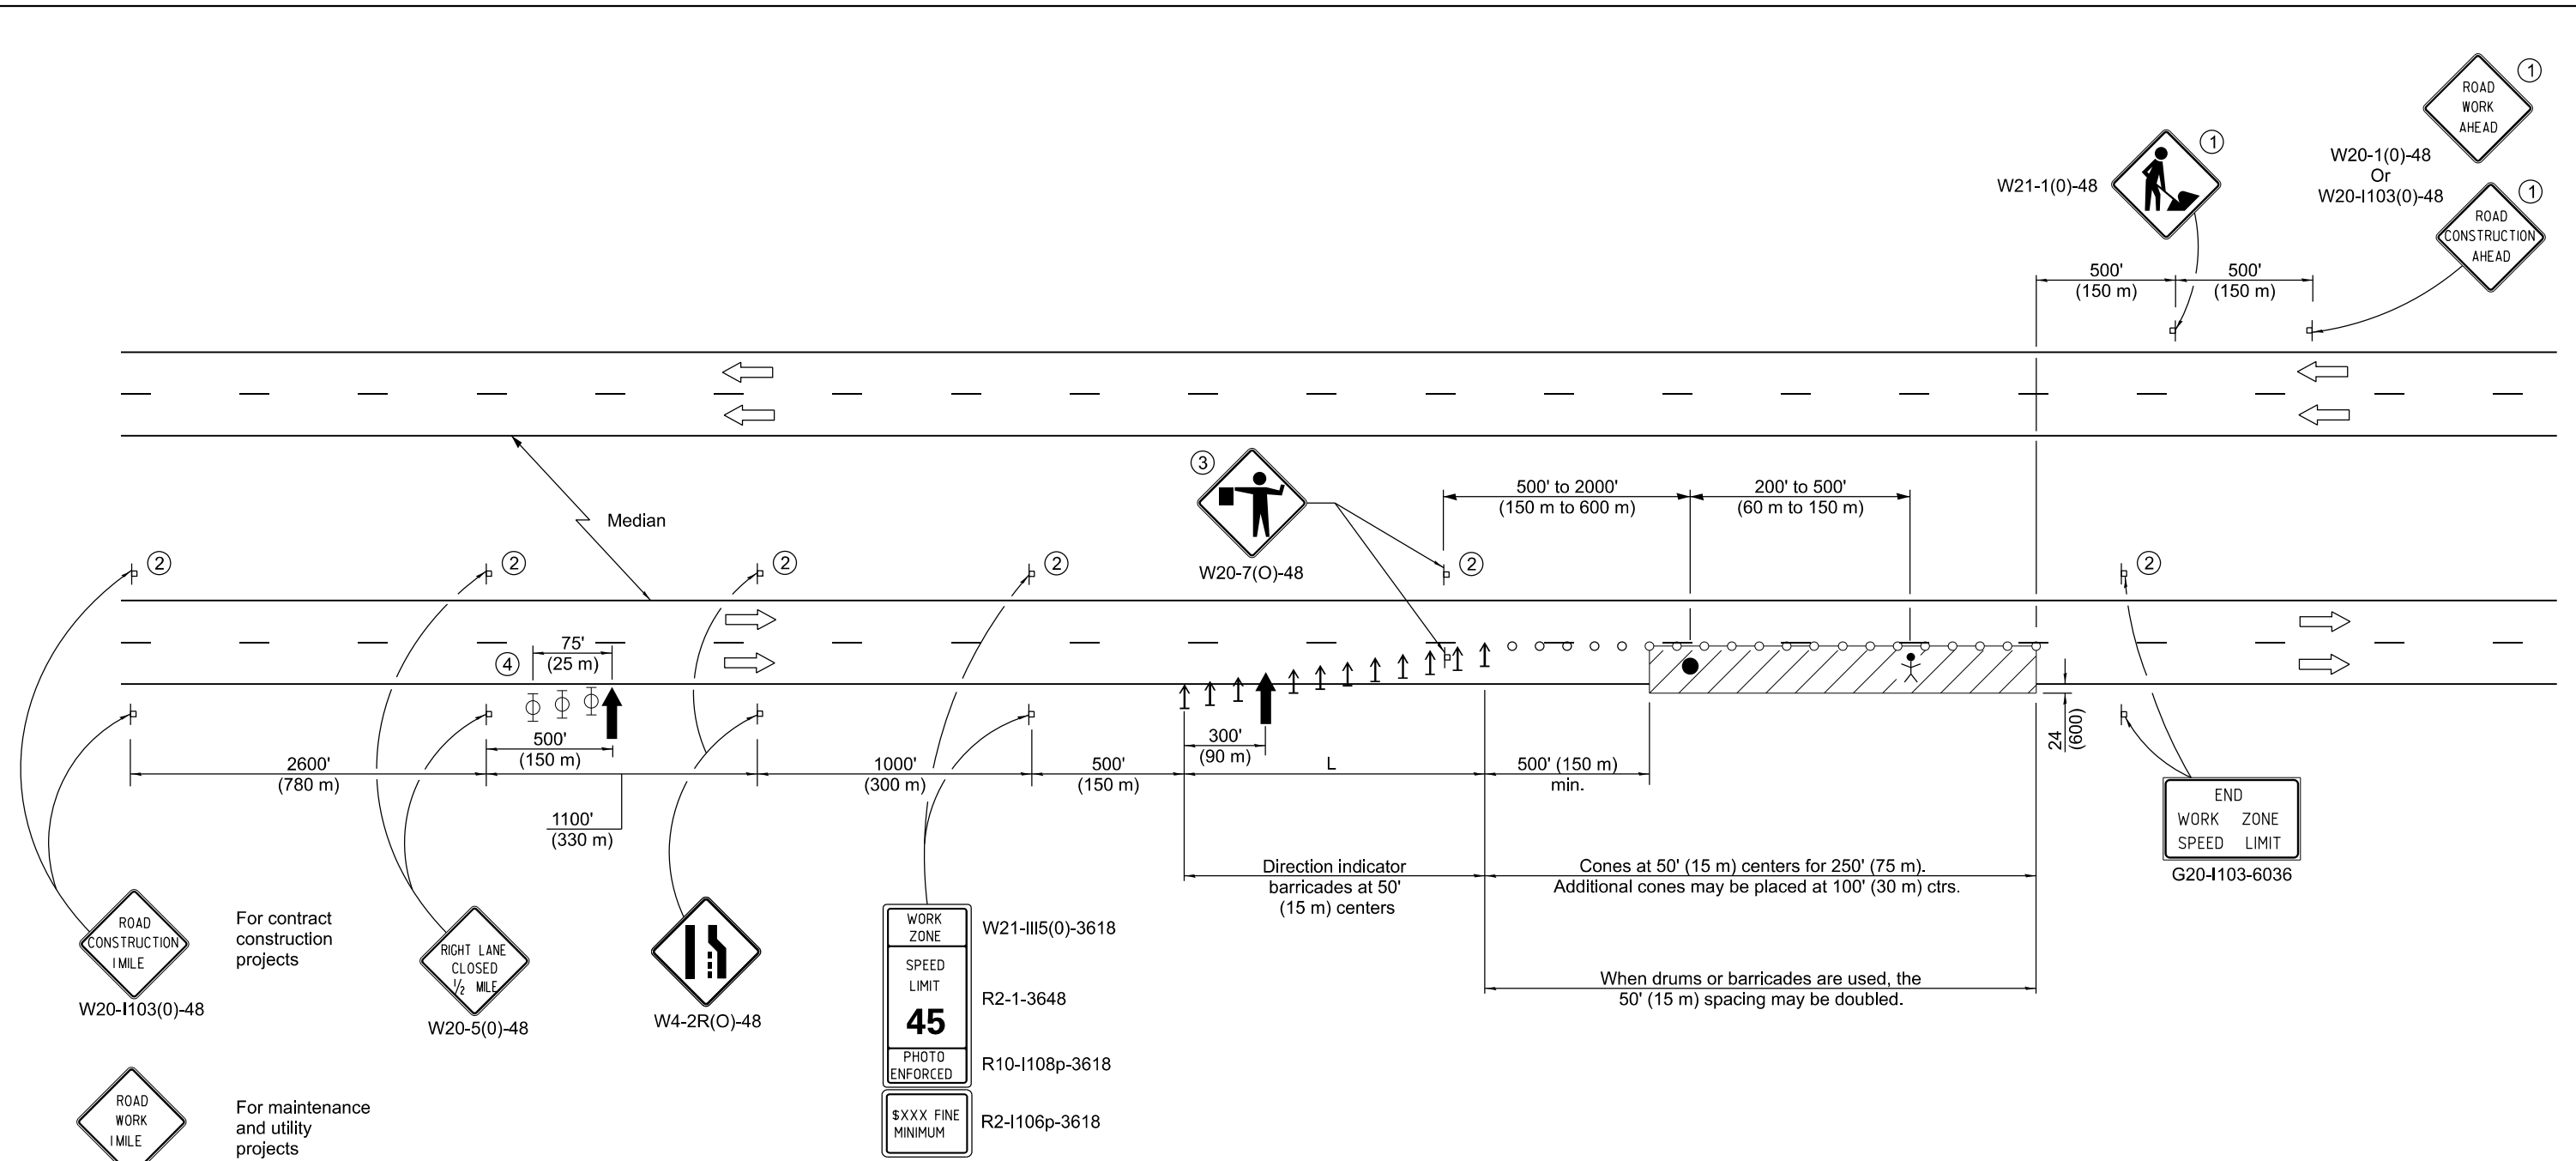 ROAD
WORK
AHEAD
1
W20-1(0)-48
Or
W20-I103(0)-48
1
W21-1(0)-48
1
ROAD
CONSTRUCTION
AHEAD
500'
(150 m)
500'
(150 m)
3
W20-7(O)-48
500' to 2000'
(150 m to 600 m)
200' to 500'
(60 m to 150 m)
Median
2
2
2
2
2
2
4
75'
(25 m)
500'
(150 m)
300'
(90 m)
24
(600)
2600'
(780 m)
1100'
(330 m)
1000'
(300 m)
500'
(150 m)
L
500' (150 m)
min.
Direction indicator
barricades at 50'
(15 m) centers
Cones at 50' (15 m) centers for 250' (75 m).
Additional cones may be placed at 100' (30 m) ctrs.
When drums or barricades are used, the
50' (15 m) spacing may be doubled.
END
WORK ZONE
SPEED LIMIT
G20-I103-6036
ROAD
CONSTRUCTION
1 MILE
W20-I103(0)-48
For contract
construction
projects
RIGHT LANE
CLOSED
1/2 MILE
W20-5(0)-48
W4-2R(O)-48
WORK
ZONE
W21-III5(0)-3618
SPEED
LIMIT
45
R2-1-3648
PHOTO
ENFORCED
R10-I108p-3618
$XXX FINE
MINIMUM
R2-I106p-3618
ROAD
WORK
1 MILE
For maintenance
and utility
projects